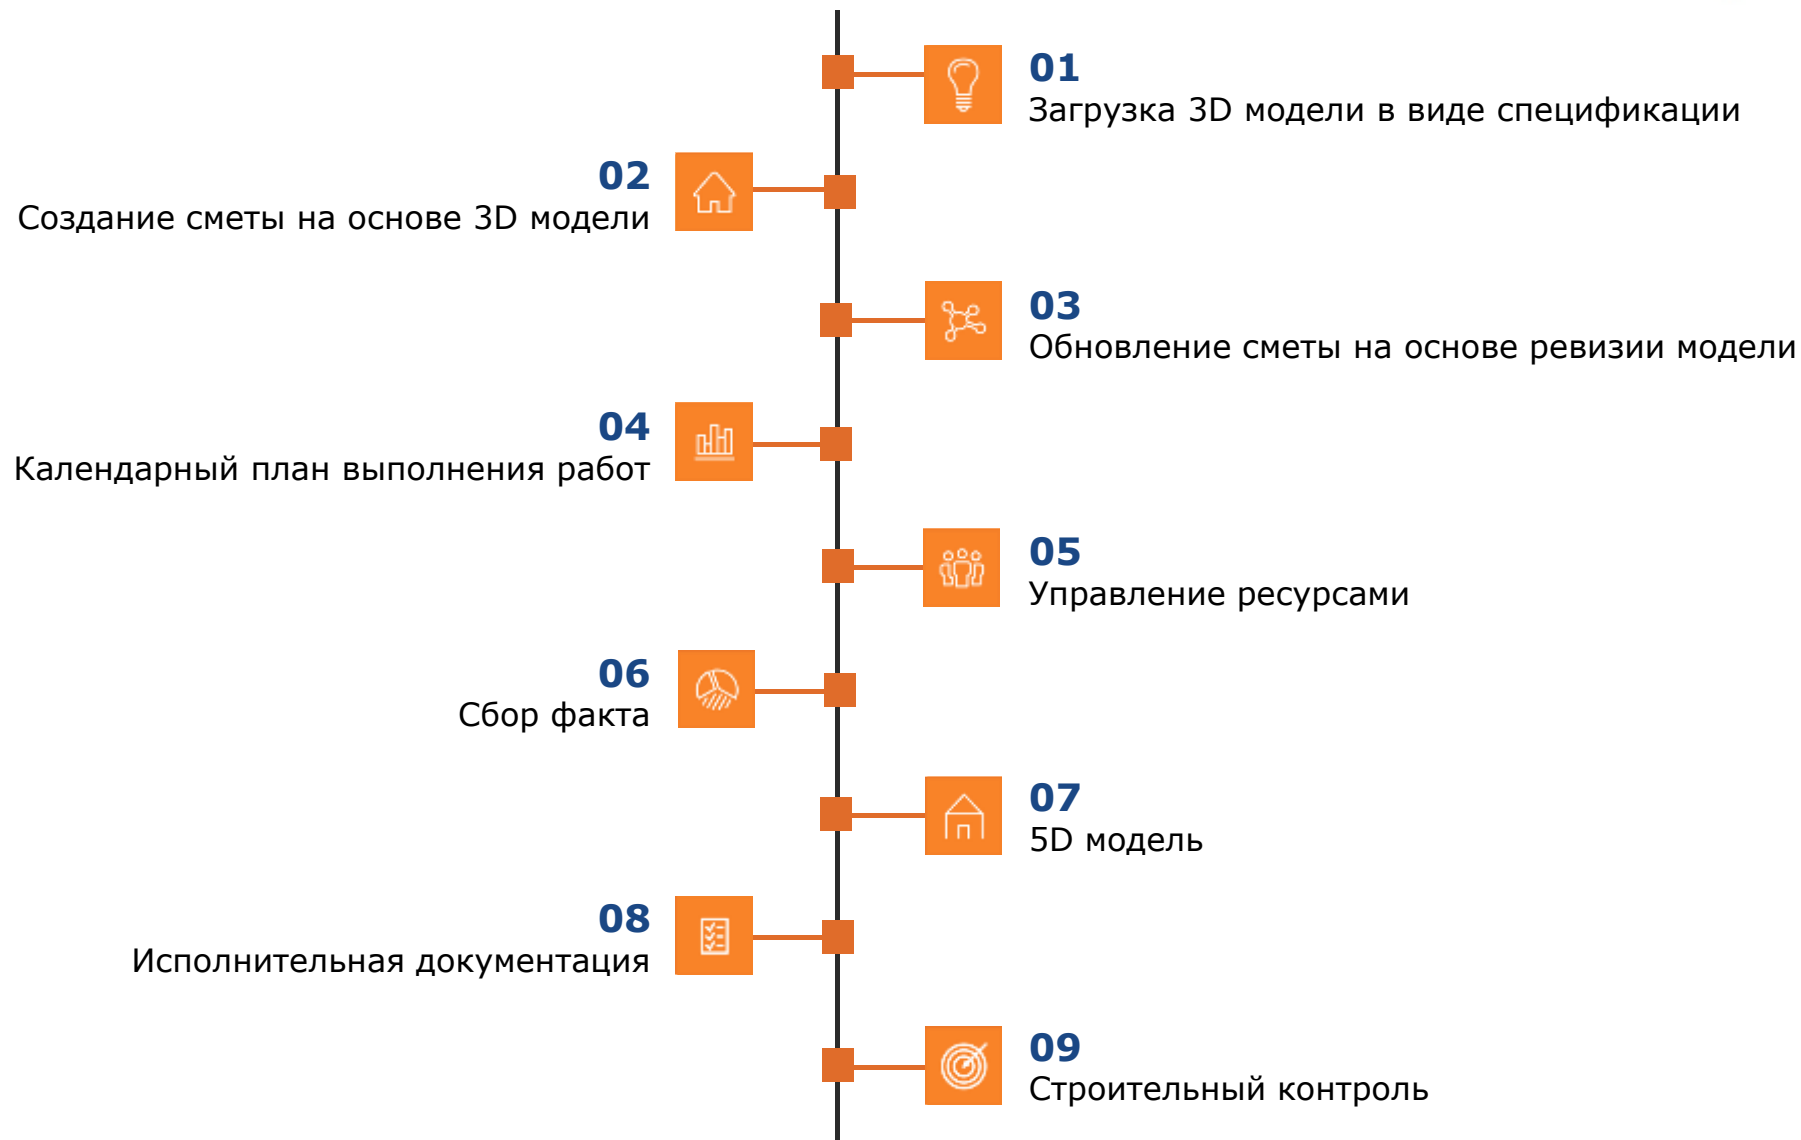 01
Загрузка 3D модели в виде спецификации
02
Создание сметы на основе 3D модели
03
Обновление сметы на основе ревизии модели
04
Календарный план выполнения работ
05
Управление ресурсами
06
Сбор факта
07
5D модель
08
Исполнительная документация
09
Строительный контроль